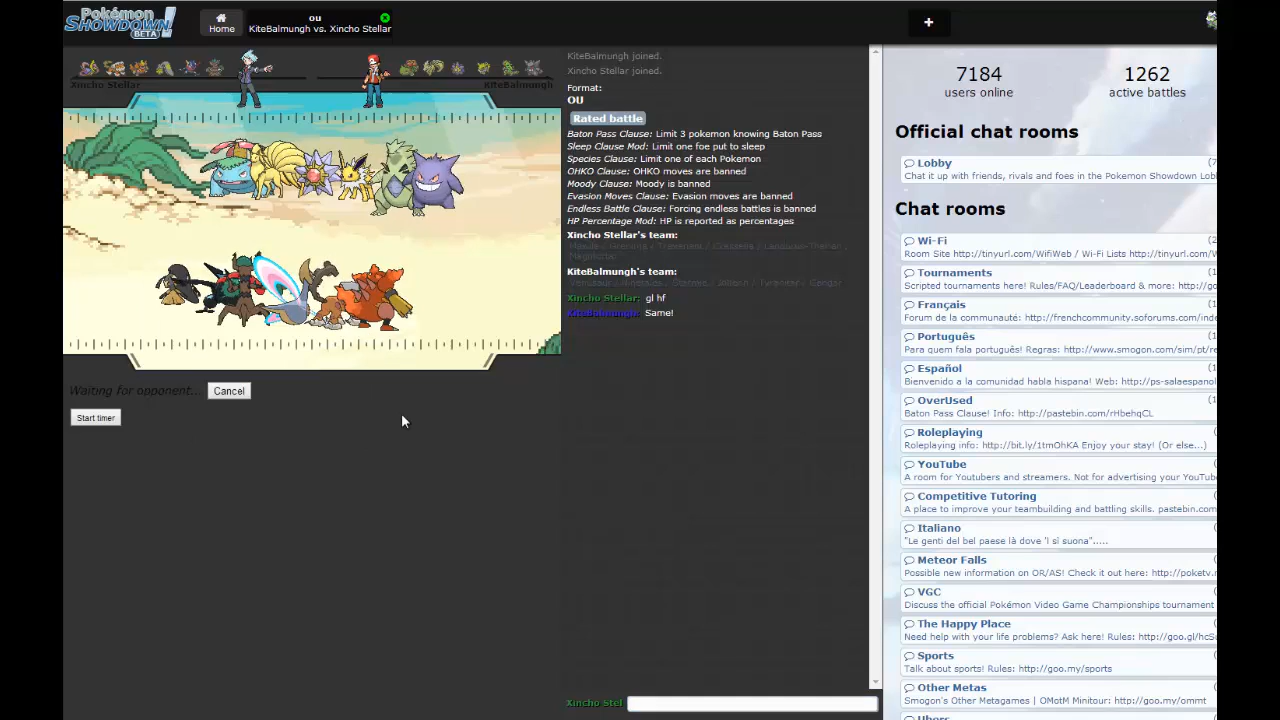 Pokémon
SHOWDOWN!
BETA
Home
ou
KiteBalmungh vs. Xincho Stellar
+
Xincho Stellar
KiteBalmungh
Waiting for opponent...
Cancel
Start timer
KiteBalmungh joined.
Xincho Stellar joined.
Format:
OU
Rated battle
Baton Pass Clause: Limit 3 pokemon knowing Baton Pass
Sleep Clause Mod: Limit one foe put to sleep
Species Clause: Limit one of each Pokemon
OHKO Clause: OHKO moves are banned
Moody Clause: Moody is banned
Evasion Moves Clause: Evasion moves are banned
Endless Battle Clause: Forcing endless battles is banned
HP Percentage Mod: HP is reported as percentages
Xincho Stellar's team:
KiteBalmungh's team:
Xincho Stellar: gl hf
KiteBalmungh: Same!
Xincho Stel
7184
users online
1262
active battles
Official chat rooms
Lobby
Chat it up with friends, rivals and foes in the Pokemon Showdown Lob
Chat rooms
Wi-Fi
Room Site http://tinyurl.com/WifiWeb / Wi-Fi Lists http://tinyurl.com/W
Tournaments
Scripted tournaments here! Rules/FAQ/Leaderboard & more: http://go
Français
Forum de la communauté: http://frenchcommunity.soforums.com/inde
Português
Para quem fala português! Regras: http://www.smogon.com/sim/pt/re
Español
Bienvenido a la comunidad habla hispana! Web: http://ps-salaespanol
OverUsed
Baton Pass Clause! Info: http://pastebin.com/rHbehqCL
Roleplaying
Roleplaying info: http://bit.ly/1tmOhKA Enjoy your stay! (Or else...)
YouTube
A room for Youtubers and streamers. Not for advertising your YouTub
Competitive Tutoring
A place to improve your teambuilding and battling skills. pastebin.com
Italiano
"Le genti del bel paese là dove 'l sì suona".....
Meteor Falls
Possible new information on OR/AS! Check it out here: http://poketv.r
VGC
Discuss the official Pokémon Video Game Championships tournament
The Happy Place
Need help with your life problems? Ask here! Rules: http://goo.gl/hcS
Sports
Talk about sports! Rules: http://goo.my/sports
Other Metas
Smogon's Other Metagames | OMotM Minitour: http://goo.my/ommt
Ubers